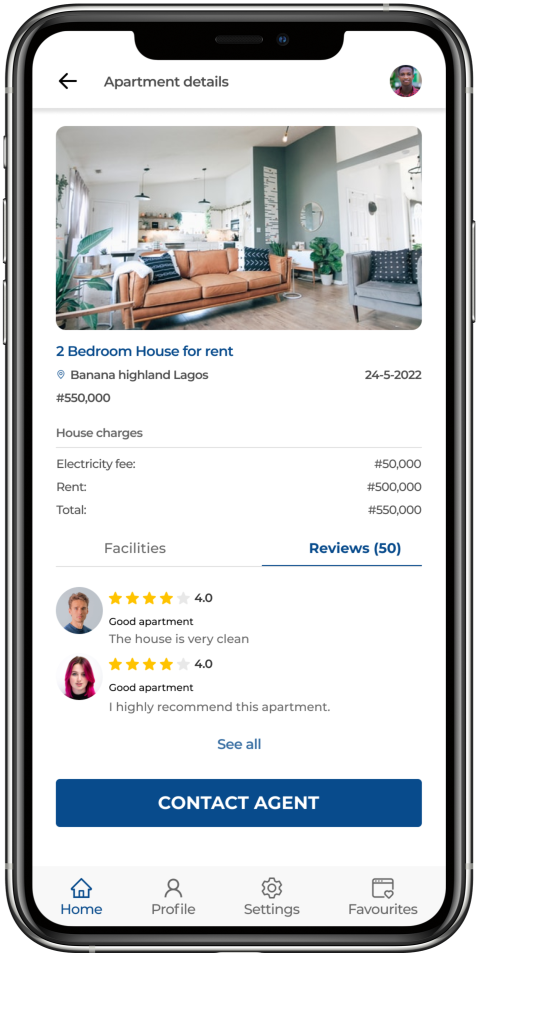 Apartment details
2 Bedroom House for rent
Banana highland Lagos 24-5-2022
#550,000
House charges
Electricity fee: #50,000
Rent: #500,000
Total: #550,000
Facilities Reviews (50)
4.0
Good apartment
The house is very clean
4.0
Good apartment
I highly recommend this apartment.
See all
CONTACT AGENT
Home Profile Settings Favourites